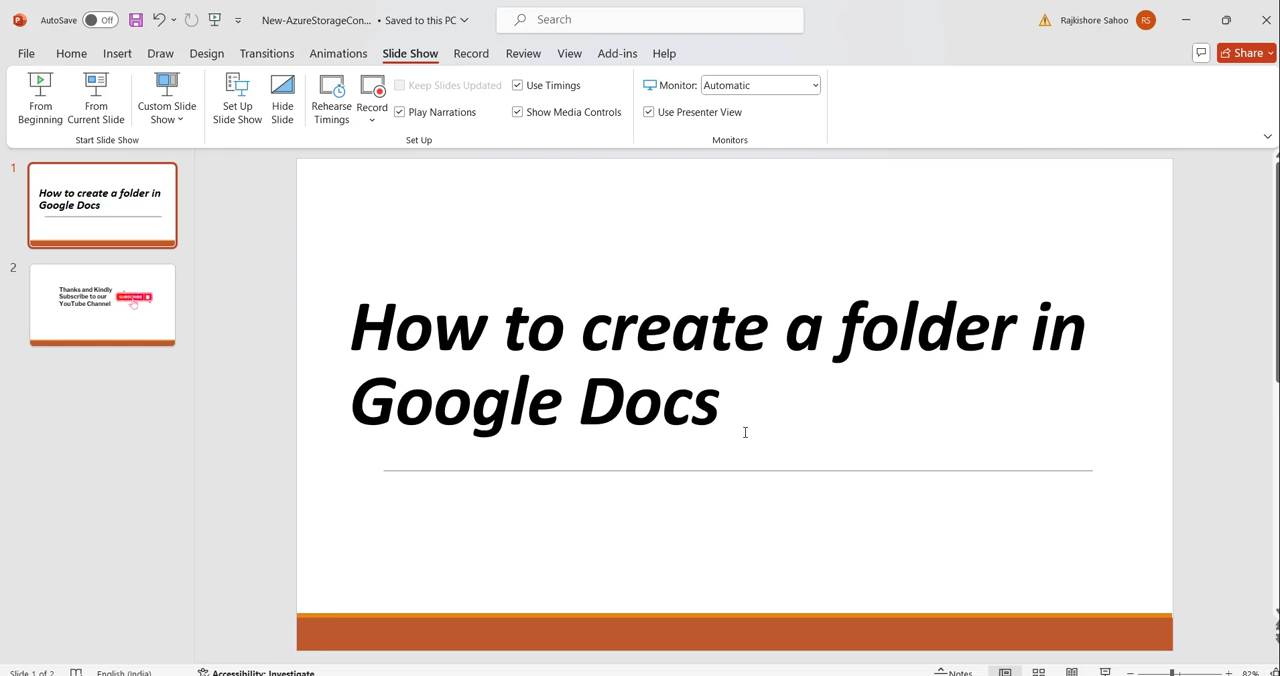 AutoSave Off New-AzureStorageCon... • Saved to this PC Search Rajkishore Sahoo RS
File Home Insert Draw Design Transitions Animations Slide Show Record Review View Add-ins Help Share
From Beginning
From Current Slide
Custom Slide Show
Set Up Slide Show
Hide Slide
Rehearse Timings
Record
Keep Slides Updated
Play Narrations
Use Timings
Show Media Controls
Monitor: Automatic
Use Presenter View
Start Slide Show Set Up Monitors
1
How to create a folder in
Google Docs
2
Thanks and Kindly
Subscribe to our
YouTube Channel
SUBSCRIBE
How to create a folder in
Google Docs
Slide 1 of 2 English (India) Accessibility: Investigate Notes 82%